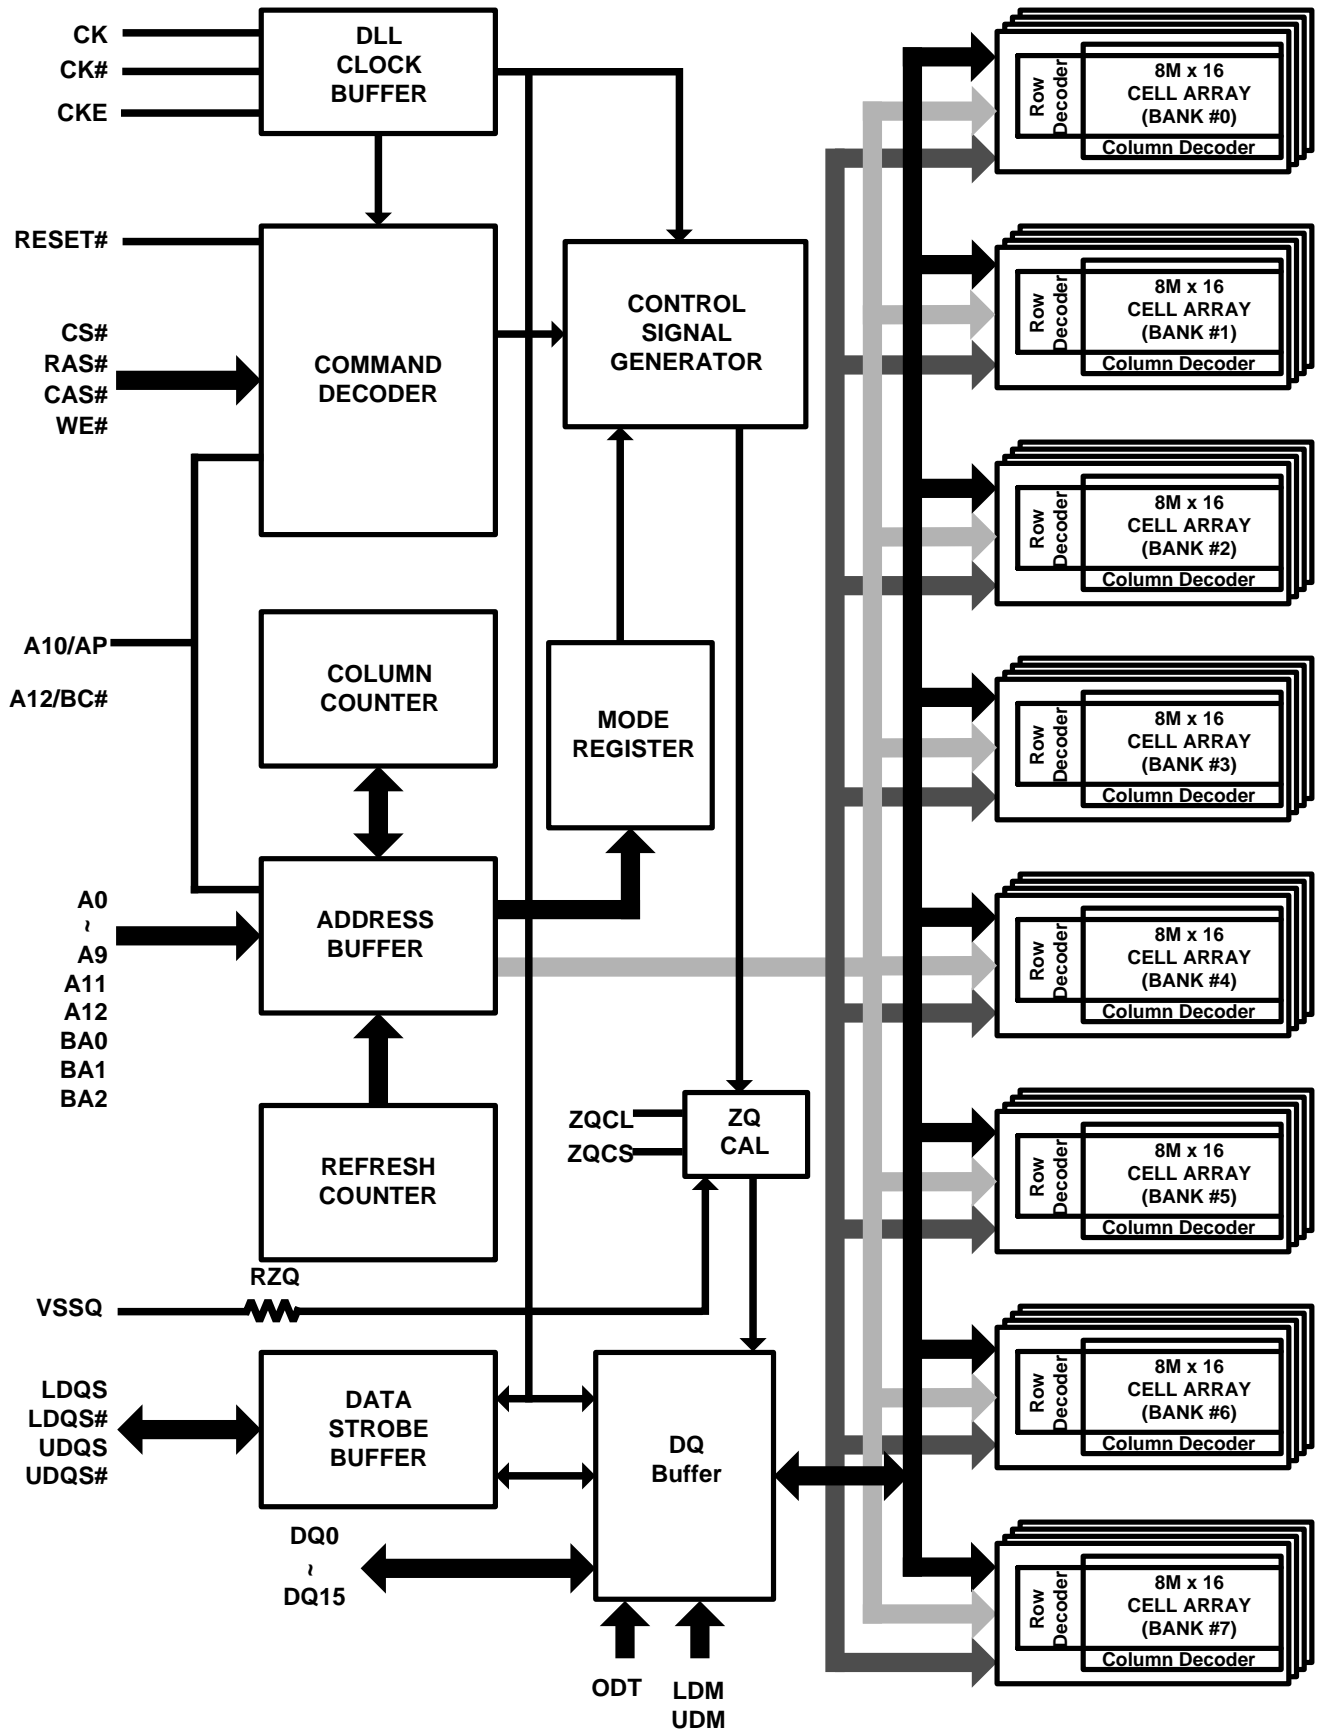 CK
CK#
CKE
DLL
CLOCK
BUFFER
RESET#
CS#
RAS#
CAS#
WE#
COMMAND
DECODER
CONTROL
SIGNAL
GENERATOR
A10/AP
A12/BC#
COLUMN
COUNTER
MODE
REGISTER
A0
~
A9
A11
A12
BA0
BA1
BA2
ADDRESS
BUFFER
REFRESH
COUNTER
ZQCL
ZQCS
ZQ
CAL
RZQ
VSSQ
LDQS
LDQS#
UDQS
UDQS#
DATA
STROBE
BUFFER
DQ
Buffer
DQ0
~
DQ15
ODT
LDM
UDM
Row
Decoder
8M x 16
CELL ARRAY
(BANK #0)
Column Decoder
Row
Decoder
8M x 16
CELL ARRAY
(BANK #1)
Column Decoder
Row
Decoder
8M x 16
CELL ARRAY
(BANK #2)
Column Decoder
Row
Decoder
8M x 16
CELL ARRAY
(BANK #3)
Column Decoder
Row
Decoder
8M x 16
CELL ARRAY
(BANK #4)
Column Decoder
Row
Decoder
8M x 16
CELL ARRAY
(BANK #5)
Column Decoder
Row
Decoder
8M x 16
CELL ARRAY
(BANK #6)
Column Decoder
Row
Decoder
8M x 16
CELL ARRAY
(BANK #7)
Column Decoder